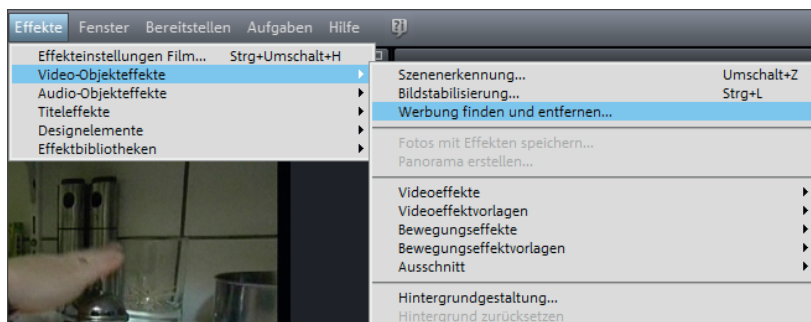 Effekte Fenster Bereitstellen Aufgaben Hilfe
Effekteinstellungen Film... Strg+Umschalt+H
Video-Objekteffekte
Audio-Objekteffekte
Titeleffekte
Designelemente
Effektbibliotheken
Szenenerkennung... Umschalt+Z
Bildstabilisierung... Strg+L
Werbung finden und entfernen...
Fotos mit Effekten speichern...
Panorama erstellen...
Videoeffekte
Videoeffektvorlagen
Bewegungseffekte
Bewegungseffektvorlagen
Ausschnitt
Hintergrundgestaltung...
Hintergrund zurücksetzen